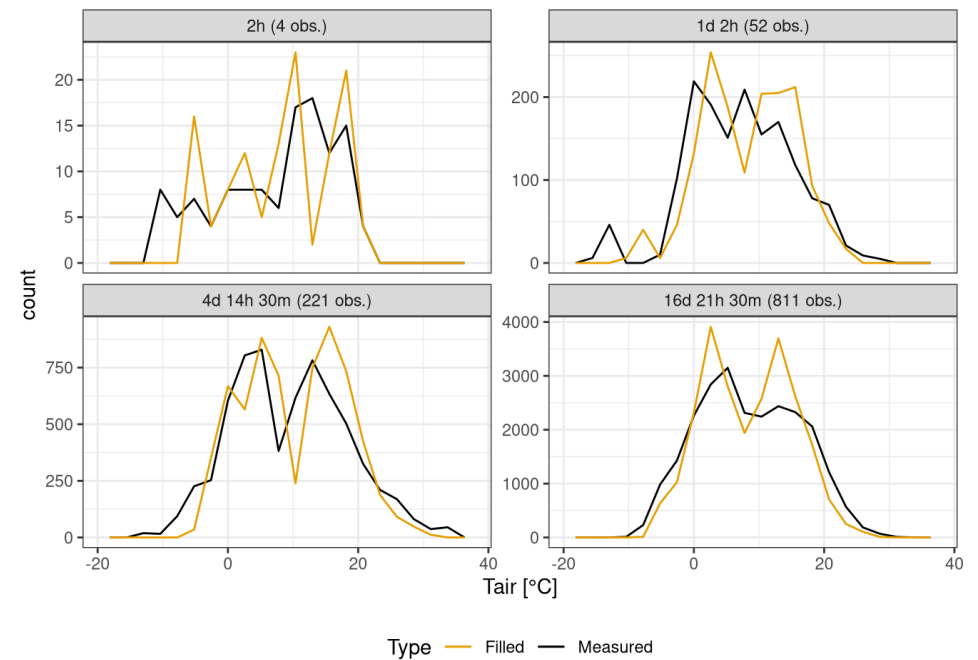 2h (4 obs.)
1d 2h (52 obs.)
20
15
10
5
0
200
100
0
count
4d 14h 30m (221 obs.)
16d 21h 30m (811 obs.)
750
500
250
0
4000
3000
2000
1000
0
-20 0 20 40
-20 0 20 40
Tair [°C]
Type Filled Measured